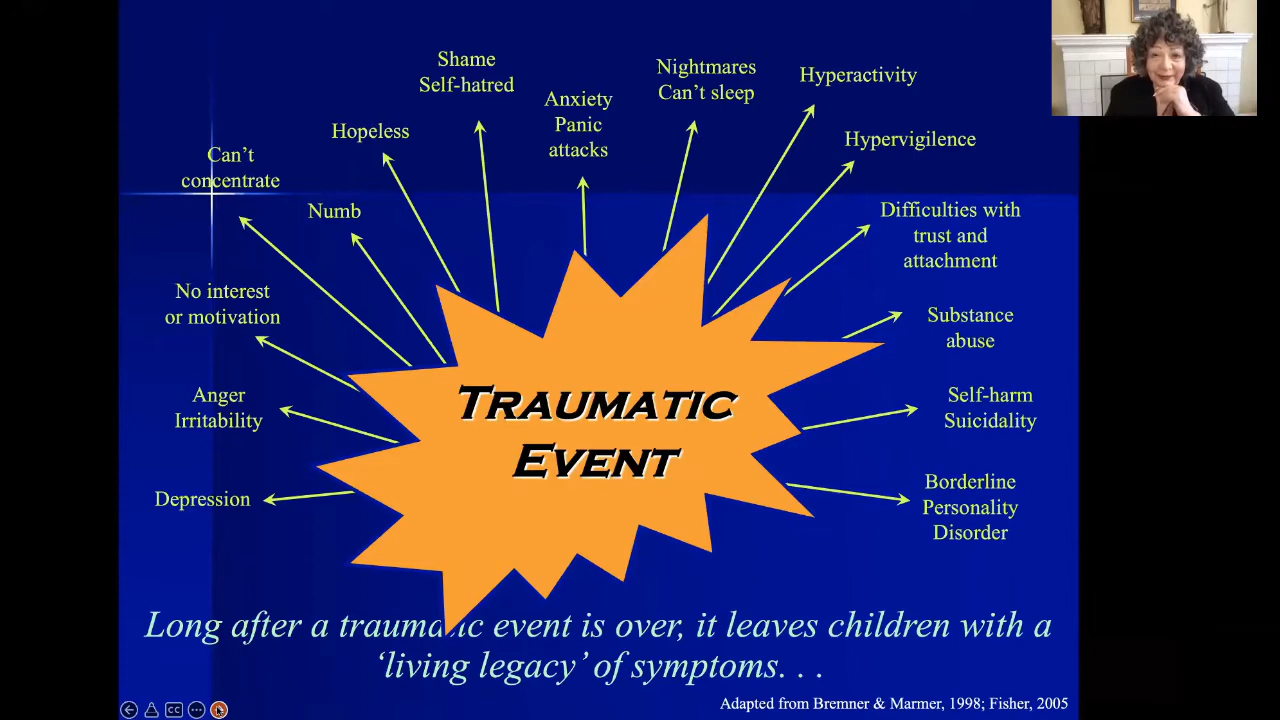 Shame
Self-hatred
Nightmares
Can't sleep
Hyperactivity
Anxiety
Panic
attacks
Hopeless
Hypervigilence
Can't
concentrate
Numb
Difficulties with
trust and
attachment
No interest
or motivation
Substance
abuse
Anger
Irritability
Self-harm
Suicidality
TRAUMATIC
EVENT
Depression
Borderline
Personality
Disorder
Long after a traumatic event is over, it leaves children with a
'living legacy' of symptoms. . .
Adapted from Bremner & Marmer, 1998; Fisher, 2005
CC